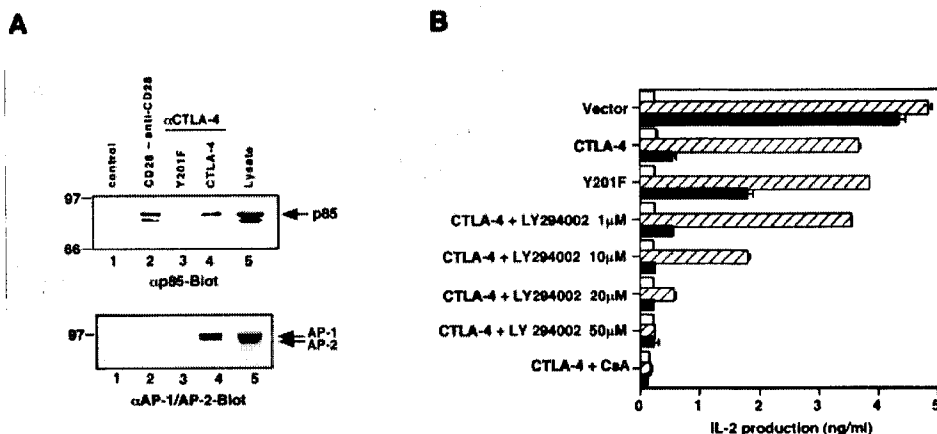 A
control
CD28 - anti-CD28
αCTLA-4
Y201F
CTLA-4
Lysate
97
66
p85
1 2 3 4 5
αp85-Blot
97
AP-1
AP-2
1 2 3 4 5
αAP-1/AP-2-Blot
B
Vector
CTLA-4
Y201F
CTLA-4 + LY294002 1μM
CTLA-4 + LY294002 10μM
CTLA-4 + LY294002 20μM
CTLA-4 + LY 294002 50μM
CTLA-4 + CsA
0 1 2 3 4 5
IL-2 production (ng/ml)